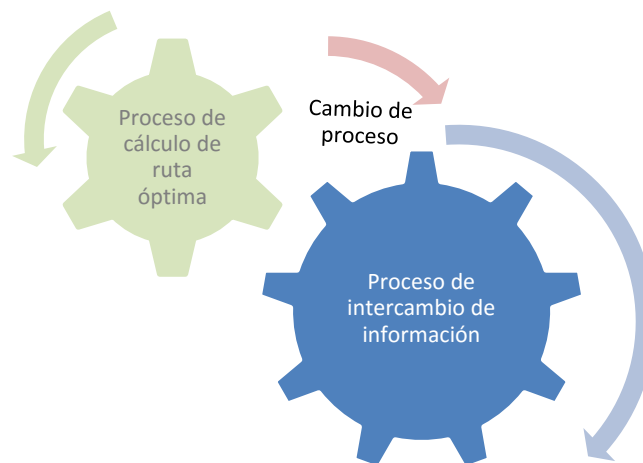 Proceso de
cálculo de
ruta
óptima
Cambio de
proceso
Proceso de
intercambio de
información